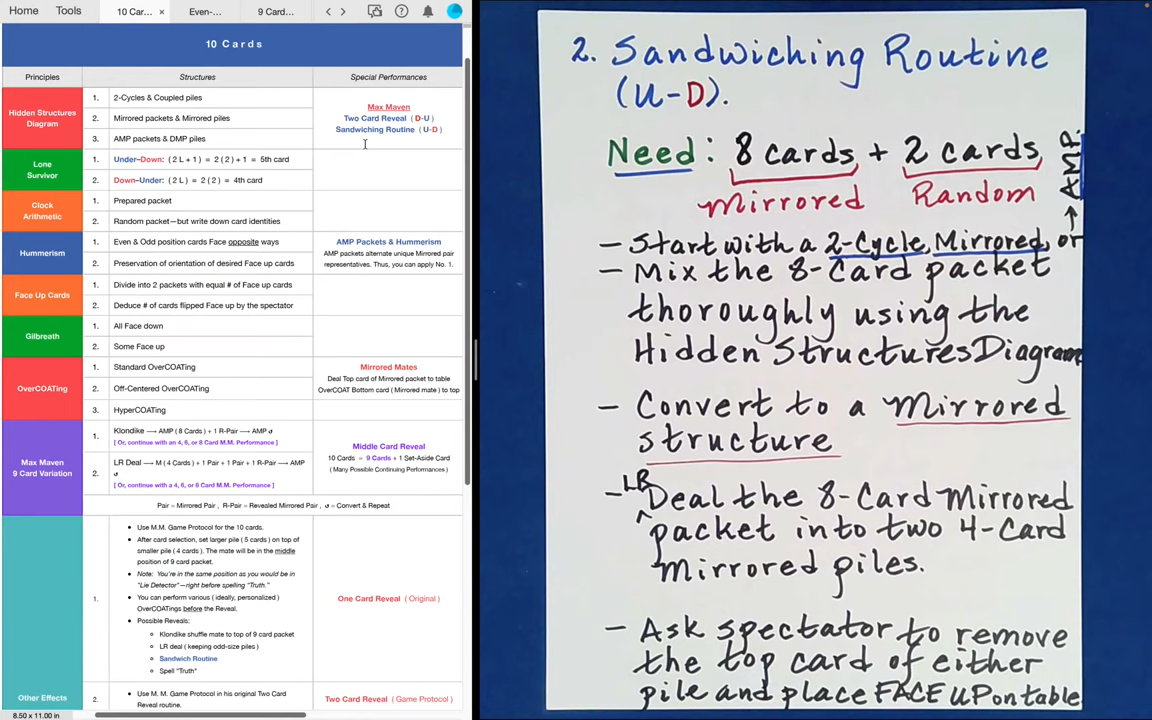 Home Tools 10 Car... × Even-... 9 Card...
10 Cards
Principles Structures Special Performances
Hidden Structures
Diagram
1. 2-Cycles & Coupled piles
2. Mirrored packets & Mirrored piles
3. AMP packets & DMP piles
Max Maven
Two Card Reveal ( D-U )
Sandwiching Routine ( U-D )
Lone
Survivor
1. Under–Down: ( 2 L + 1 ) = 2 ( 2 ) + 1 = 5th card
2. Down–Under: ( 2 L ) = 2 ( 2 ) = 4th card
Clock
Arithmetic
1. Prepared packet
2. Random packet—but write down card identities
Hummerism
1. Even & Odd position cards Face opposite ways
2. Preservation of orientation of desired Face up cards
AMP Packets & Hummerism
AMP packets alternate unique Mirrored pair
representatives. Thus, you can apply No. 1.
Face Up Cards
1. Divide into 2 packets with equal # of Face up cards
2. Deduce # of cards flipped Face up by the spectator
Gilbreath
1. All Face down
2. Some Face up
OverCOATing
1. Standard OverCOATing
2. Off-Centered OverCOATing
3. HyperCOATing
Mirrored Mates
Deal Top card of Mirrored packet to table
OverCOAT Bottom card ( Mirrored mate ) to top
Max Maven
9 Card Variation
1. Klondike ⟶ AMP ( 8 Cards ) + 1 R-Pair ⟶ AMP ↺
[ Or, continue with an 4, 6, or 8 Card M.M. Performance ]
2. LR Deal ⟶ M ( 4 Cards ) + 1 Pair + 1 Pair + 1 R-Pair ⟶ AMP
↺
[ Or, continue with a 4, 6, or 8 Card M.M. Performance ]
Middle Card Reveal
10 Cards = 9 Cards + 1 Set-Aside Card
( Many Possible Continuing Performances )
Pair = Mirrored Pair , R-Pair = Revealed Mirrored Pair , ↺ = Convert & Repeat
Other Effects
1.
• Use M.M. Game Protocol for the 10 cards.
• After card selection, set larger pile ( 5 cards ) on top of
smaller pile ( 4 cards ). The mate will be in the middle
position of 9 card packet.
• Note: You're in the same position as you would be in
"Lie Detector"—right before spelling "Truth."
• You can perform various ( ideally, personalized )
OverCOATings before the Reveal.
• Possible Reveals:
Klondike shuffle mate to top of 9 card packet
LR deal ( keeping odd-size piles )
Sandwich Routine
Spell "Truth"
One Card Reveal ( Original )
2. • Use M. M. Game Protocol in his original Two Card
Reveal routine.
Two Card Reveal ( Game Protocol )
8.50 x 11.00 in
2. Sandwiching Routine
(U-D).
Need: 8 cards + 2 cards
Mirrored Random
- Start with a 2-Cycle, Mirrored, or → AMP.
- Mix the 8-Card packet
thoroughly using the
Hidden Structures Diagram
- Convert to a Mirrored
structure
- LR Deal the 8-Card Mirrored
packet into two 4-Card
mirrored piles.
- Ask spectator to remove
the top card of either
pile and place FACE UP on table